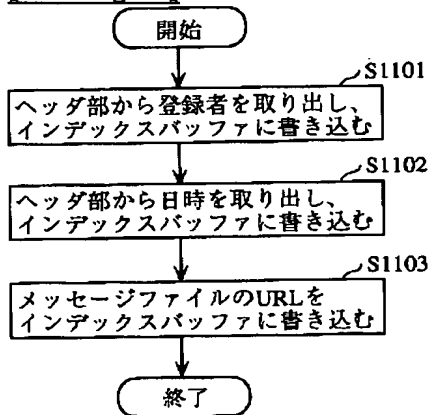 開始
S1101
ヘッダ部から登録者を取り出し、
インデックスバッファに書き込む
S1102
ヘッダ部から日時を取り出し、
インデックスバッファに書き込む
S1103
メッセージファイルのURLを
インデックスバッファに書き込む
終了